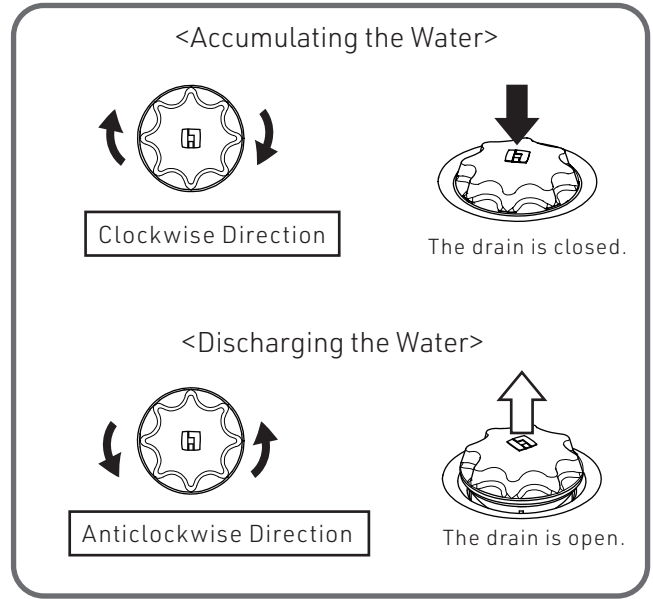 <Accumulating the Water>
Clockwise Direction
The drain is closed.
<Discharging the Water>
Anticlockwise Direction
The drain is open.